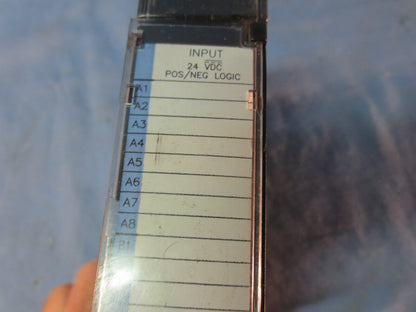 INPUT
24 VDC
POS/NEG LOGIC
A1
A2
A3
A4
A5
A6
A7
A8
B1